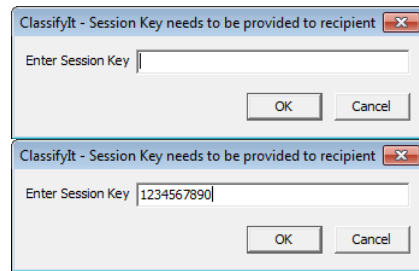 ClassifyIt - Session Key needs to be provided to recipient
Enter Session Key
OK Cancel
ClassifyIt - Session Key needs to be provided to recipient
Enter Session Key 1234567890
OK Cancel